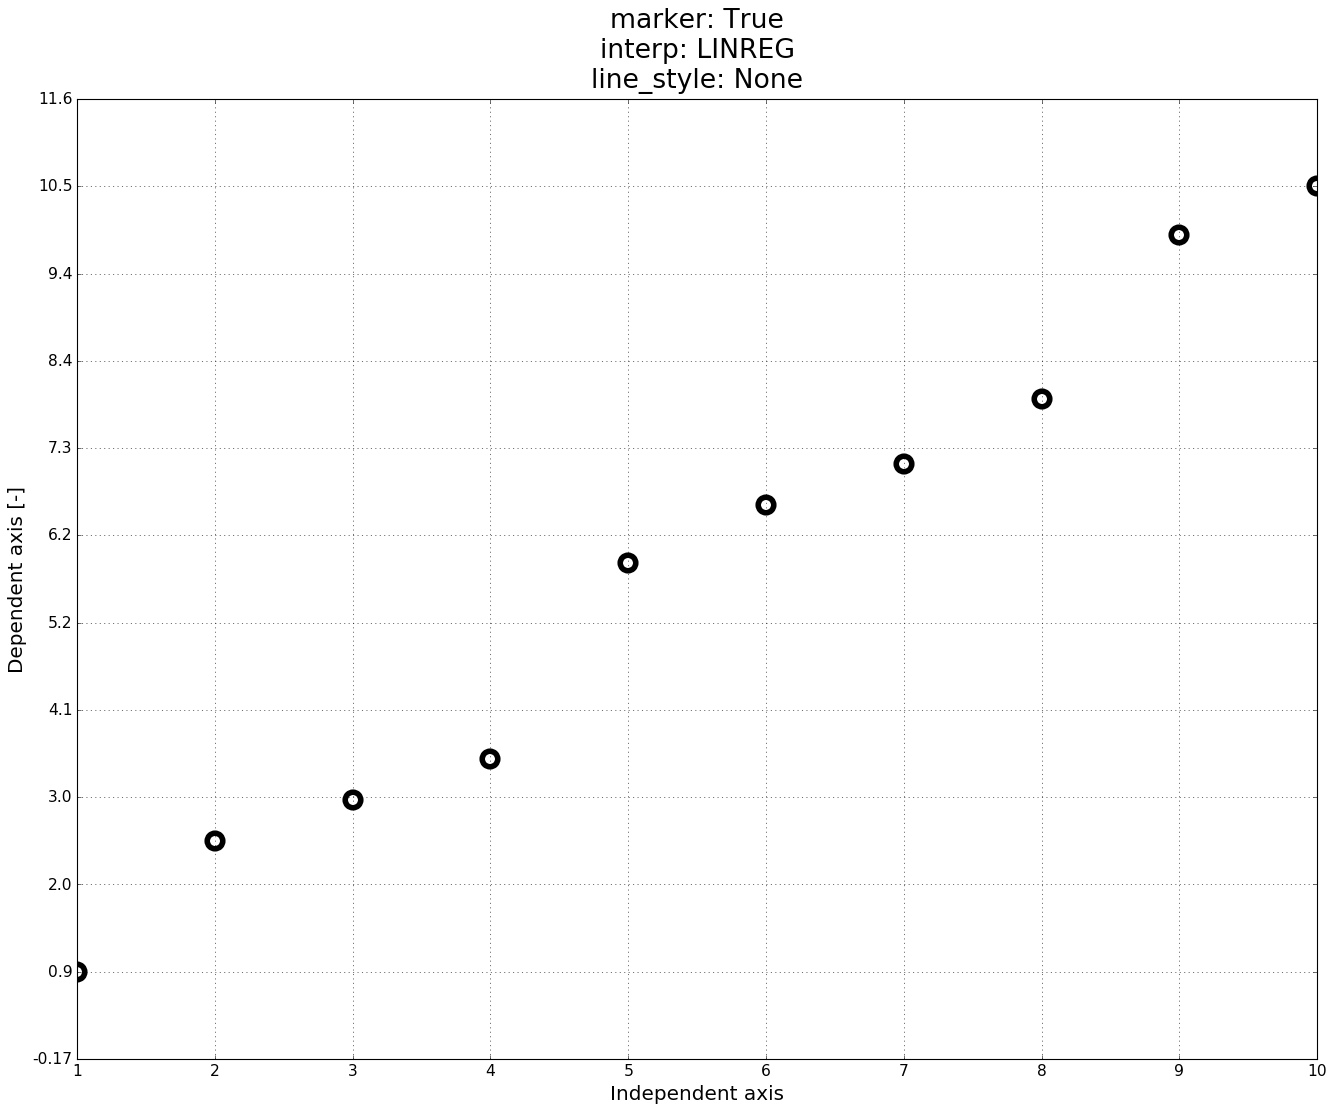 marker: True
interp: LINREG
line_style: None
11.6
10.5
9.4
8.4
7.3
6.2
5.2
4.1
3.0
2.0
0.9
-0.17
Dependent axis [-]
1 2 3 4 5 6 7 8 9 10
Independent axis